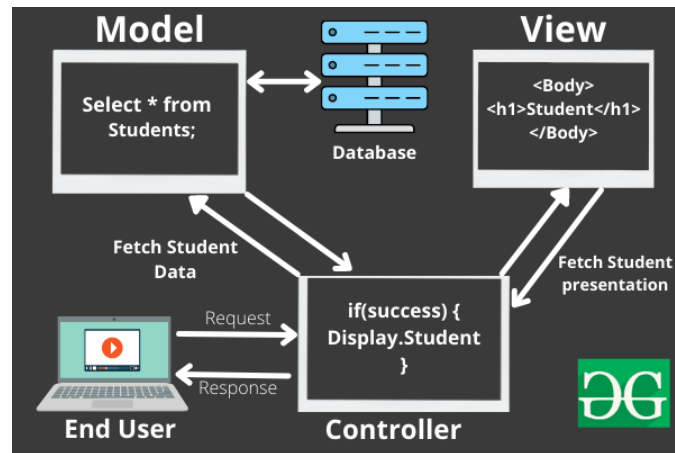 Model
View
Select * from
Students;
Database
<Body>
<h1>Student</h1>
</Body>
Fetch Student
Data
Fetch Student
presentation
Request
Response
if(success) {
Display.Student
}
End User
Controller
GG